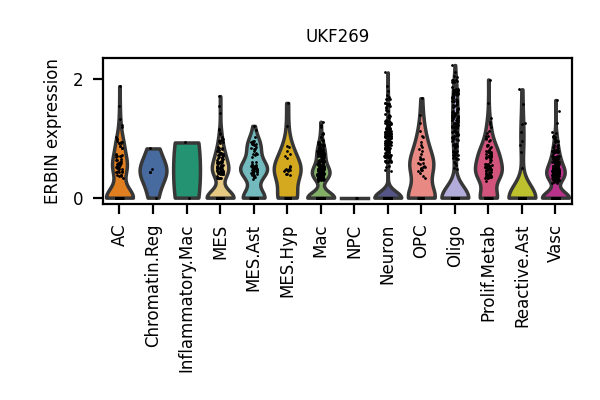 UKF269
ERBIN expression
2
0
AC
Chromatin.Reg
Inflammatory.Mac
MES
MES.Ast
MES.Hyp
Mac
NPC
Neuron
OPC
Oligo
Prolif.Metab
Reactive.Ast
Vasc